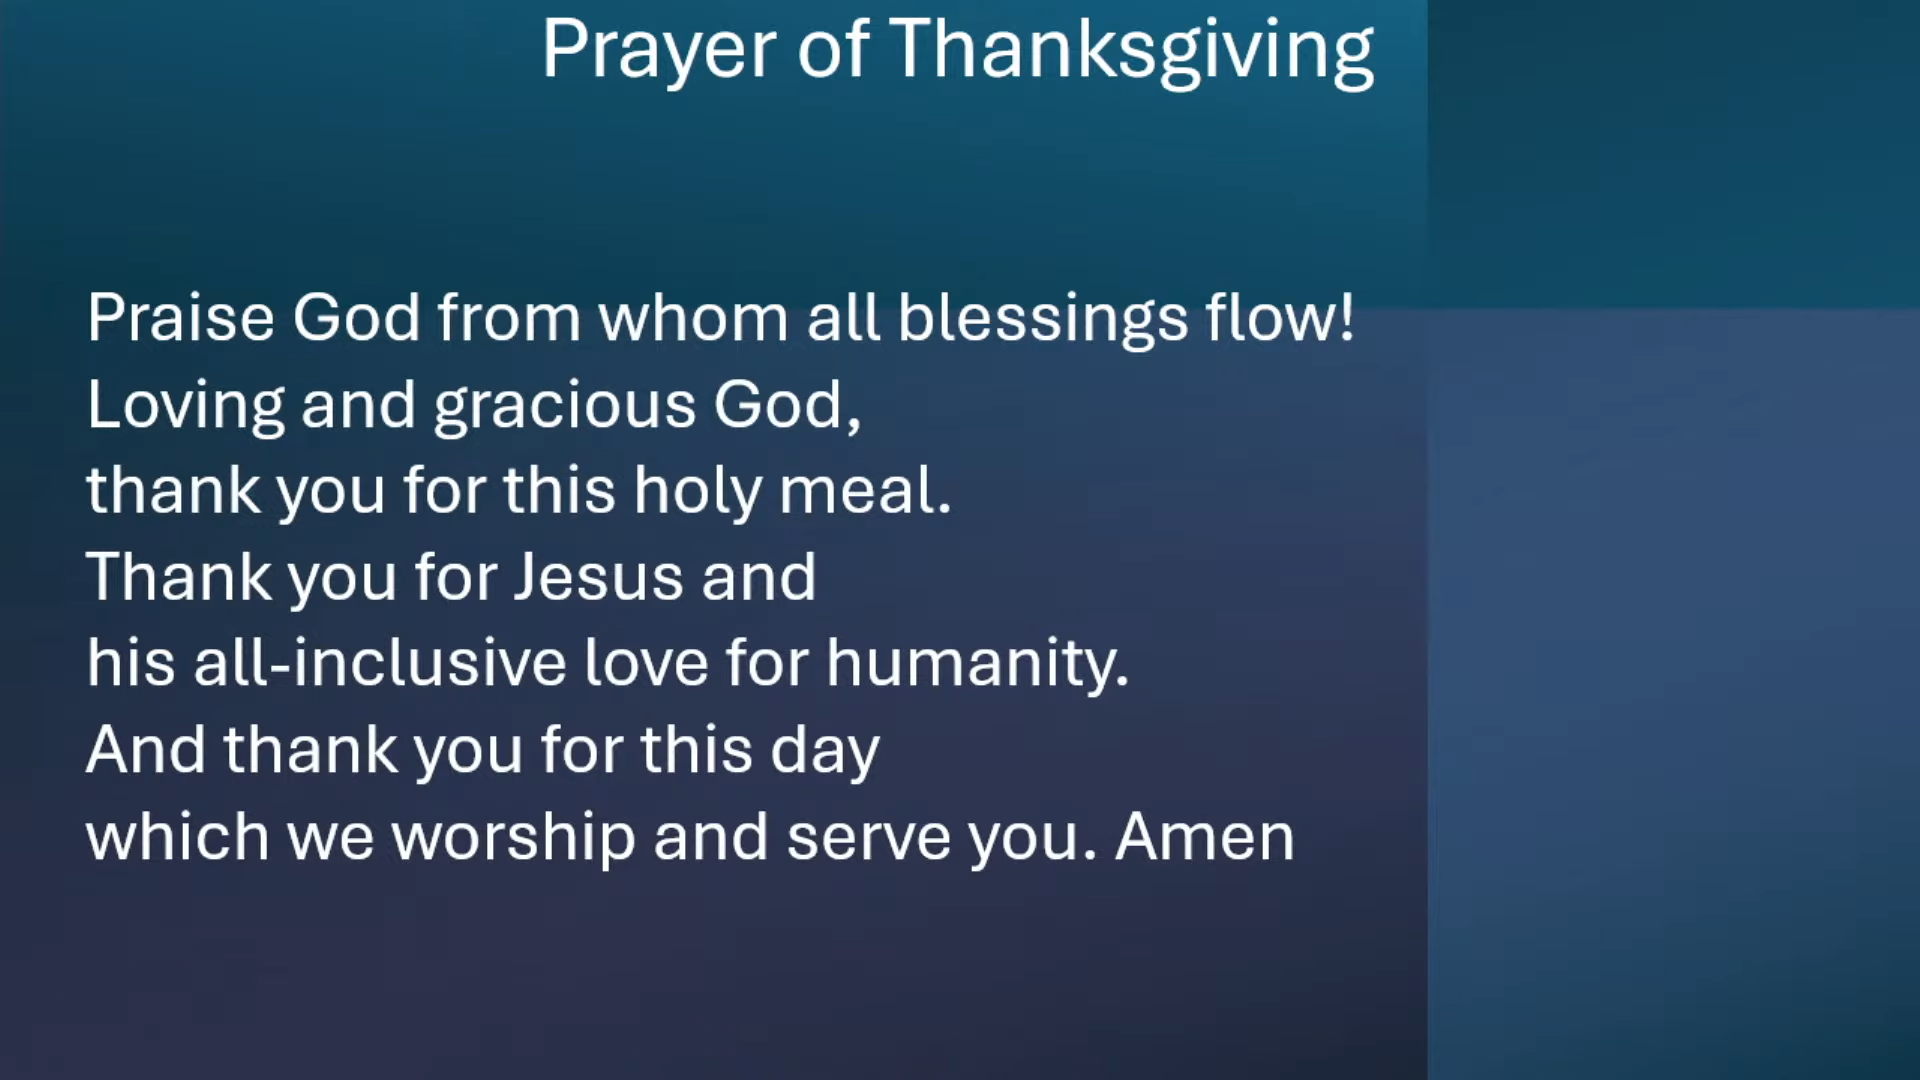 Prayer of Thanksgiving
Praise God from whom all blessings flow!
Loving and gracious God,
thank you for this holy meal.
Thank you for Jesus and
his all-inclusive love for humanity.
And thank you for this day
which we worship and serve you. Amen